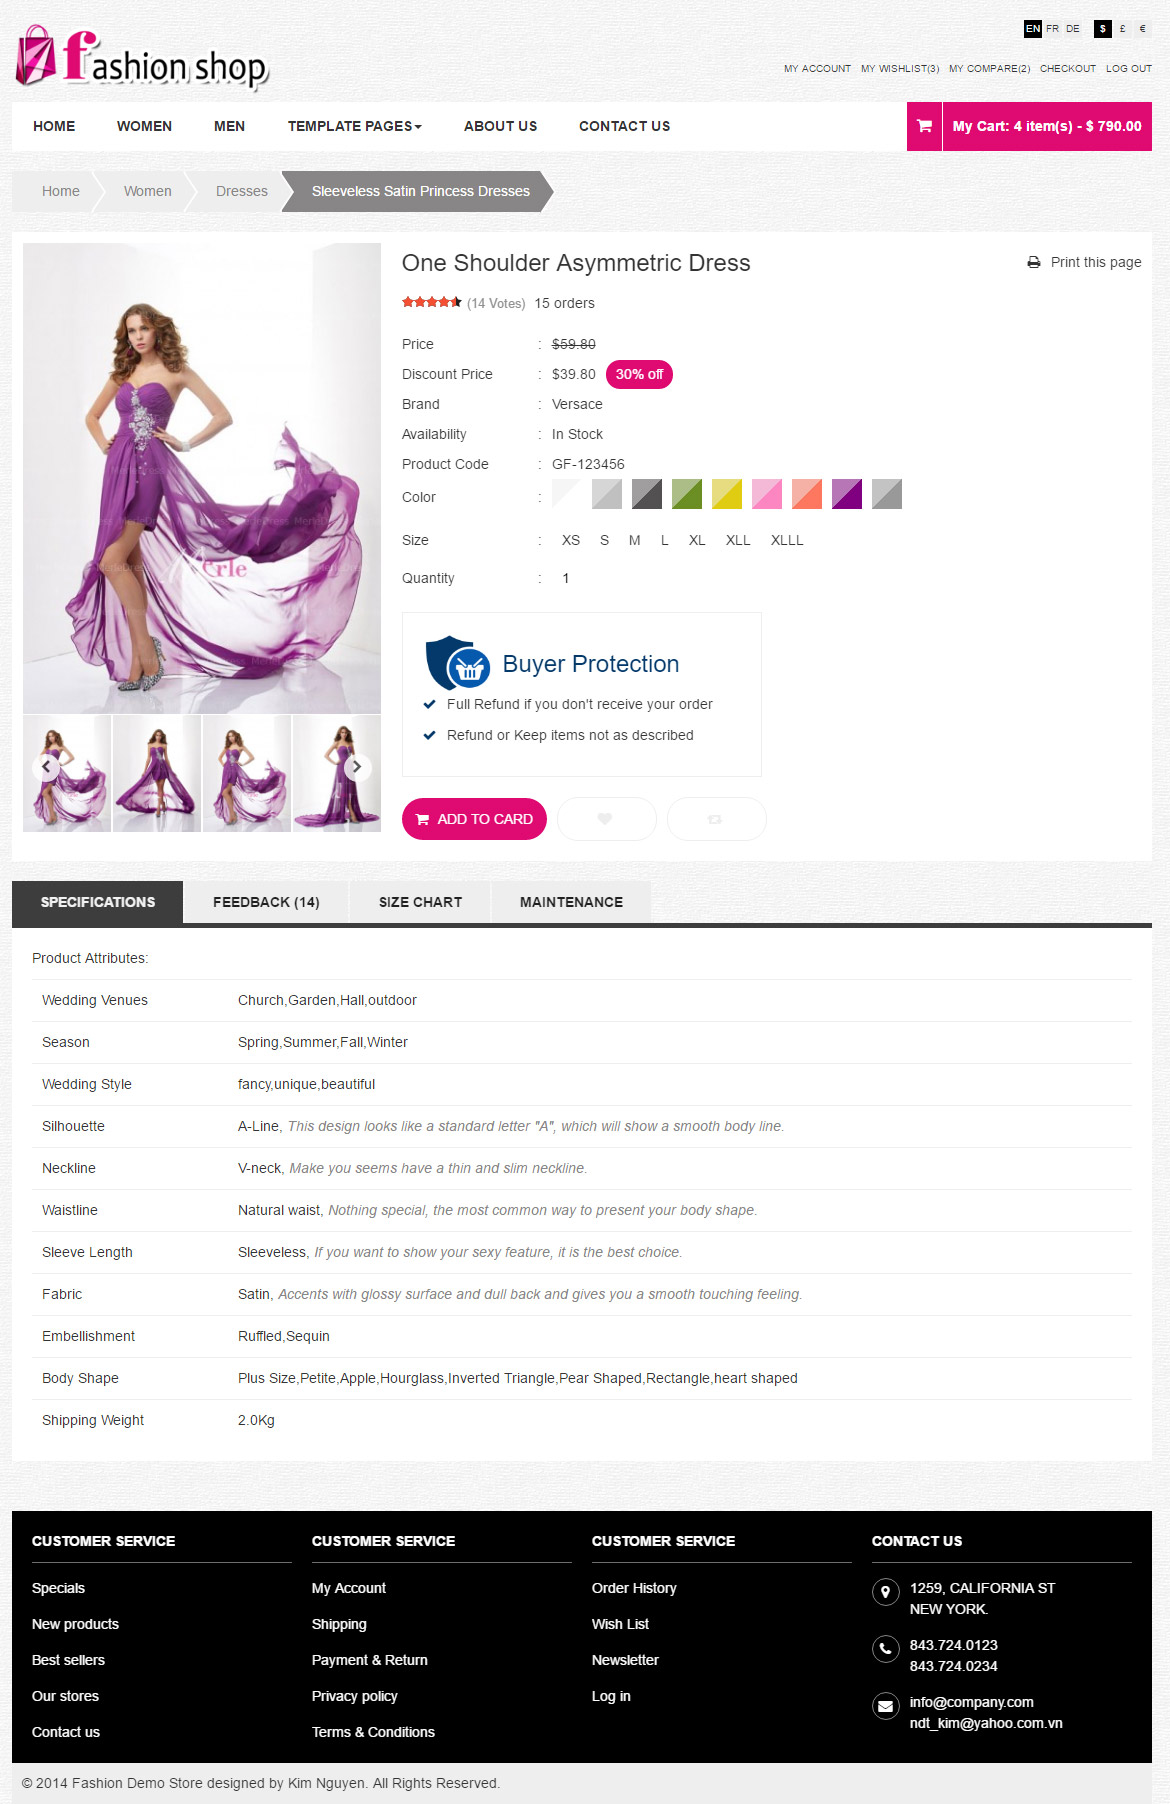 fashion shop
EN FR DE $ £ €
MY ACCOUNT MY WISHLIST(3) MY COMPARE(2) CHECKOUT LOG OUT
HOME WOMEN MEN TEMPLATE PAGES ABOUT US CONTACT US My Cart: 4 item(s) - $ 790.00
Home Women Dresses Sleeveless Satin Princess Dresses
One Shoulder Asymmetric Dress Print this page
(14 Votes) 15 orders
Price : $59.80
Discount Price : $39.80 30% off
Brand : Versace
Availability : In Stock
Product Code : GF-123456
Color :
Size : XS S M L XL XLL XLLL
Quantity : 1
Buyer Protection
Full Refund if you don't receive your order
Refund or Keep items not as described
ADD TO CARD
SPECIFICATIONS FEEDBACK (14) SIZE CHART MAINTENANCE
Product Attributes:
Wedding Venues Church,Garden,Hall,outdoor
Season Spring,Summer,Fall,Winter
Wedding Style fancy,unique,beautiful
Silhouette A-Line, This design looks like a standard letter "A", which will show a smooth body line.
Neckline V-neck, Make you seems have a thin and slim neckline.
Waistline Natural waist, Nothing special, the most common way to present your body shape.
Sleeve Length Sleeveless, If you want to show your sexy feature, it is the best choice.
Fabric Satin, Accents with glossy surface and dull back and gives you a smooth touching feeling.
Embellishment Ruffled,Sequin
Body Shape Plus Size,Petite,Apple,Hourglass,Inverted Triangle,Pear Shaped,Rectangle,heart shaped
Shipping Weight 2.0Kg
CUSTOMER SERVICE CUSTOMER SERVICE CUSTOMER SERVICE CONTACT US
Specials My Account Order History 1259, CALIFORNIA ST
NEW YORK.
New products Shipping Wish List
843.724.0123
Best sellers Payment & Return Newsletter 843.724.0234
Our stores Privacy policy Log in info@company.com
ndt_kim@yahoo.com.vn
Contact us Terms & Conditions
© 2014 Fashion Demo Store designed by Kim Nguyen. All Rights Reserved.